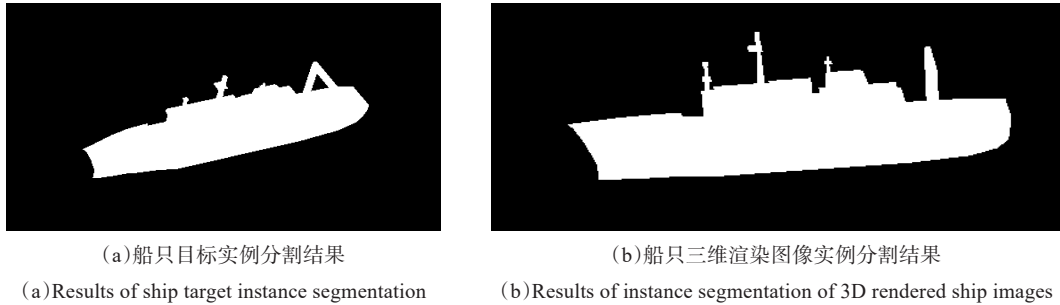 (a)船只目标实例分割结果
(a)Results of ship target instance segmentation
(b)船只三维渲染图像实例分割结果
(b)Results of instance segmentation of 3D rendered ship images